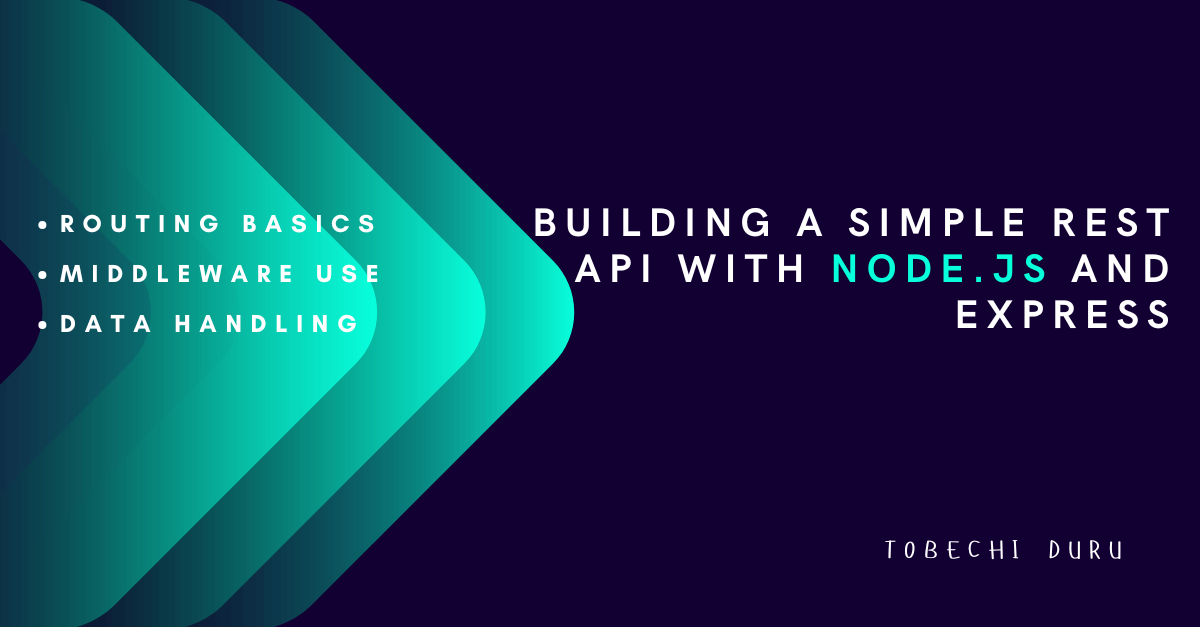 • ROUTING BASICS
• MIDDLEWARE USE
• DATA HANDLING
BUILDING A SIMPLE REST
API WITH NODE.JS AND
EXPRESS
TOBECHI DURU